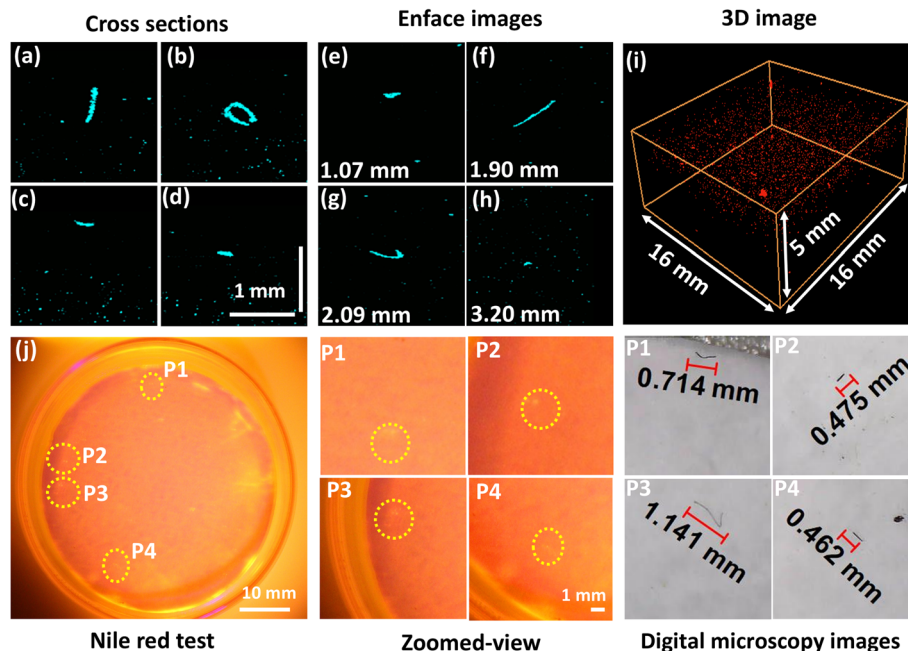 Cross sections
Enface images
3D image
(a)
(b)
(e)
(f)
(i)
1.07 mm
1.90 mm
(c)
(d)
(g)
(h)
1 mm
2.09 mm
3.20 mm
16 mm
5 mm
16 mm
(j)
P1
P2
P3
P4
10 mm
P1
P2
P3
P4
1 mm
P1
0.714 mm
P2
0.475 mm
P3
1.141 mm
P4
0.462 mm
Nile red test
Zoomed-view
Digital microscopy images